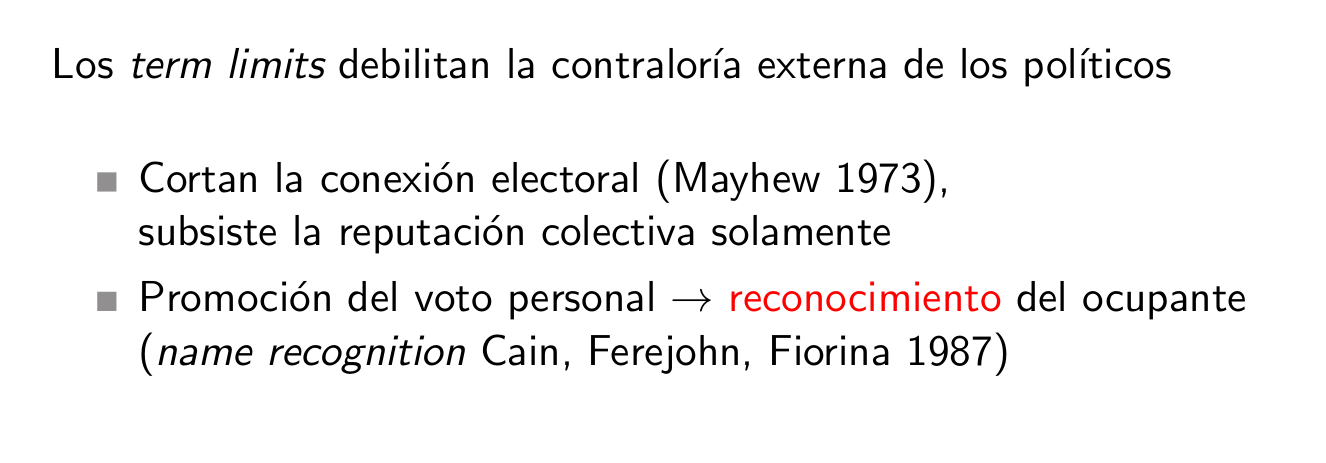 Los term limits debilitan la contraloría externa de los políticos
Cortan la conexión electoral (Mayhew 1973),
subsiste la reputación colectiva solamente
Promoción del voto personal → reconocimiento del ocupante
(name recognition Cain, Ferejohn, Fiorina 1987)